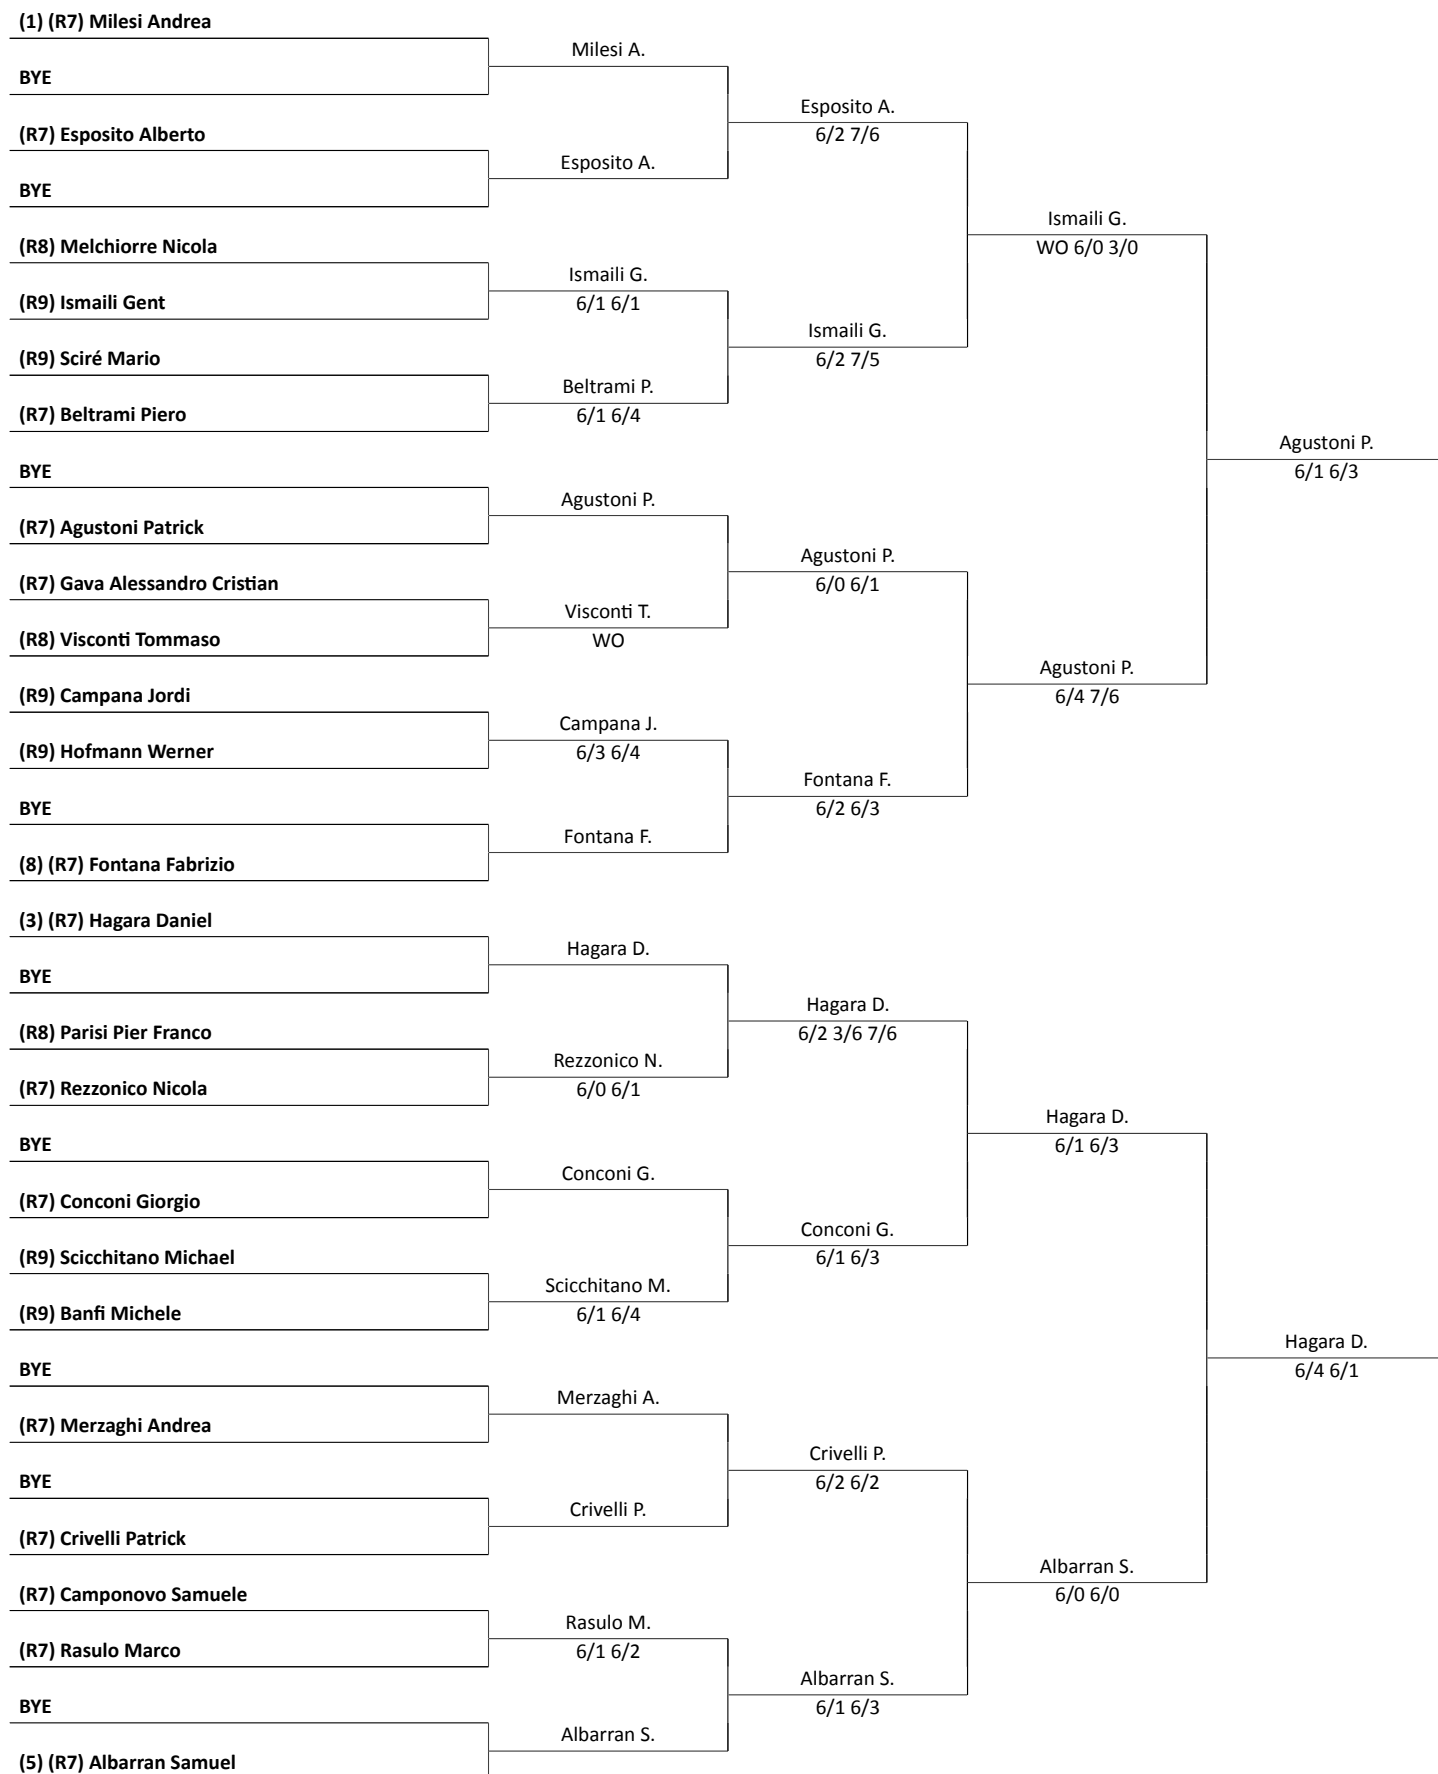 (1) (R7) Milesi Andrea
Milesi A.
BYE
Esposito A.
6/2 7/6
(R7) Esposito Alberto
Esposito A.
BYE
Ismaili G.
WO 6/0 3/0
(R8) Melchiorre Nicola
Ismaili G.
6/1 6/1
(R9) Ismaili Gent
Ismaili G.
6/2 7/5
(R9) Sciré Mario
Beltrami P.
6/1 6/4
(R7) Beltrami Piero
Agustoni P.
6/1 6/3
BYE
Agustoni P.
(R7) Agustoni Patrick
Agustoni P.
6/0 6/1
(R7) Gava Alessandro Cristian
Visconti T.
WO
(R8) Visconti Tommaso
Agustoni P.
6/4 7/6
(R9) Campana Jordi
Campana J.
6/3 6/4
(R9) Hofmann Werner
Fontana F.
6/2 6/3
BYE
Fontana F.
(8) (R7) Fontana Fabrizio
(3) (R7) Hagara Daniel
Hagara D.
BYE
Hagara D.
6/2 3/6 7/6
(R8) Parisi Pier Franco
Rezzonico N.
6/0 6/1
(R7) Rezzonico Nicola
Hagara D.
6/1 6/3
BYE
Conconi G.
(R7) Conconi Giorgio
Conconi G.
6/1 6/3
(R9) Scicchitano Michael
Scicchitano M.
6/1 6/4
(R9) Banfi Michele
Hagara D.
6/4 6/1
BYE
Merzaghi A.
(R7) Merzaghi Andrea
Crivelli P.
6/2 6/2
BYE
Crivelli P.
(R7) Crivelli Patrick
Albarran S.
6/0 6/0
(R7) Camponovo Samuele
Rasulo M.
6/1 6/2
(R7) Rasulo Marco
Albarran S.
6/1 6/3
BYE
Albarran S.
(5) (R7) Albarran Samuel